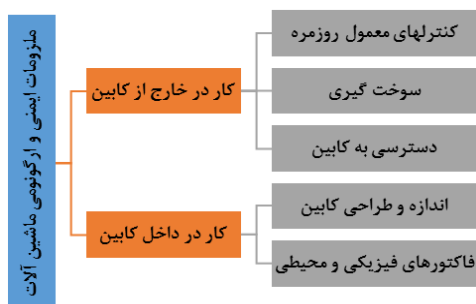 ملزومات ایمنی و ارگونومی ماشین آلات
کار در خارج از کابین
کنترلهای معمول روزمره
سوخت گیری
دسترسی به کابین
کار در داخل کابین
اندازه و طراحی کابین
فاکتورهای فیزیکی و محیطی